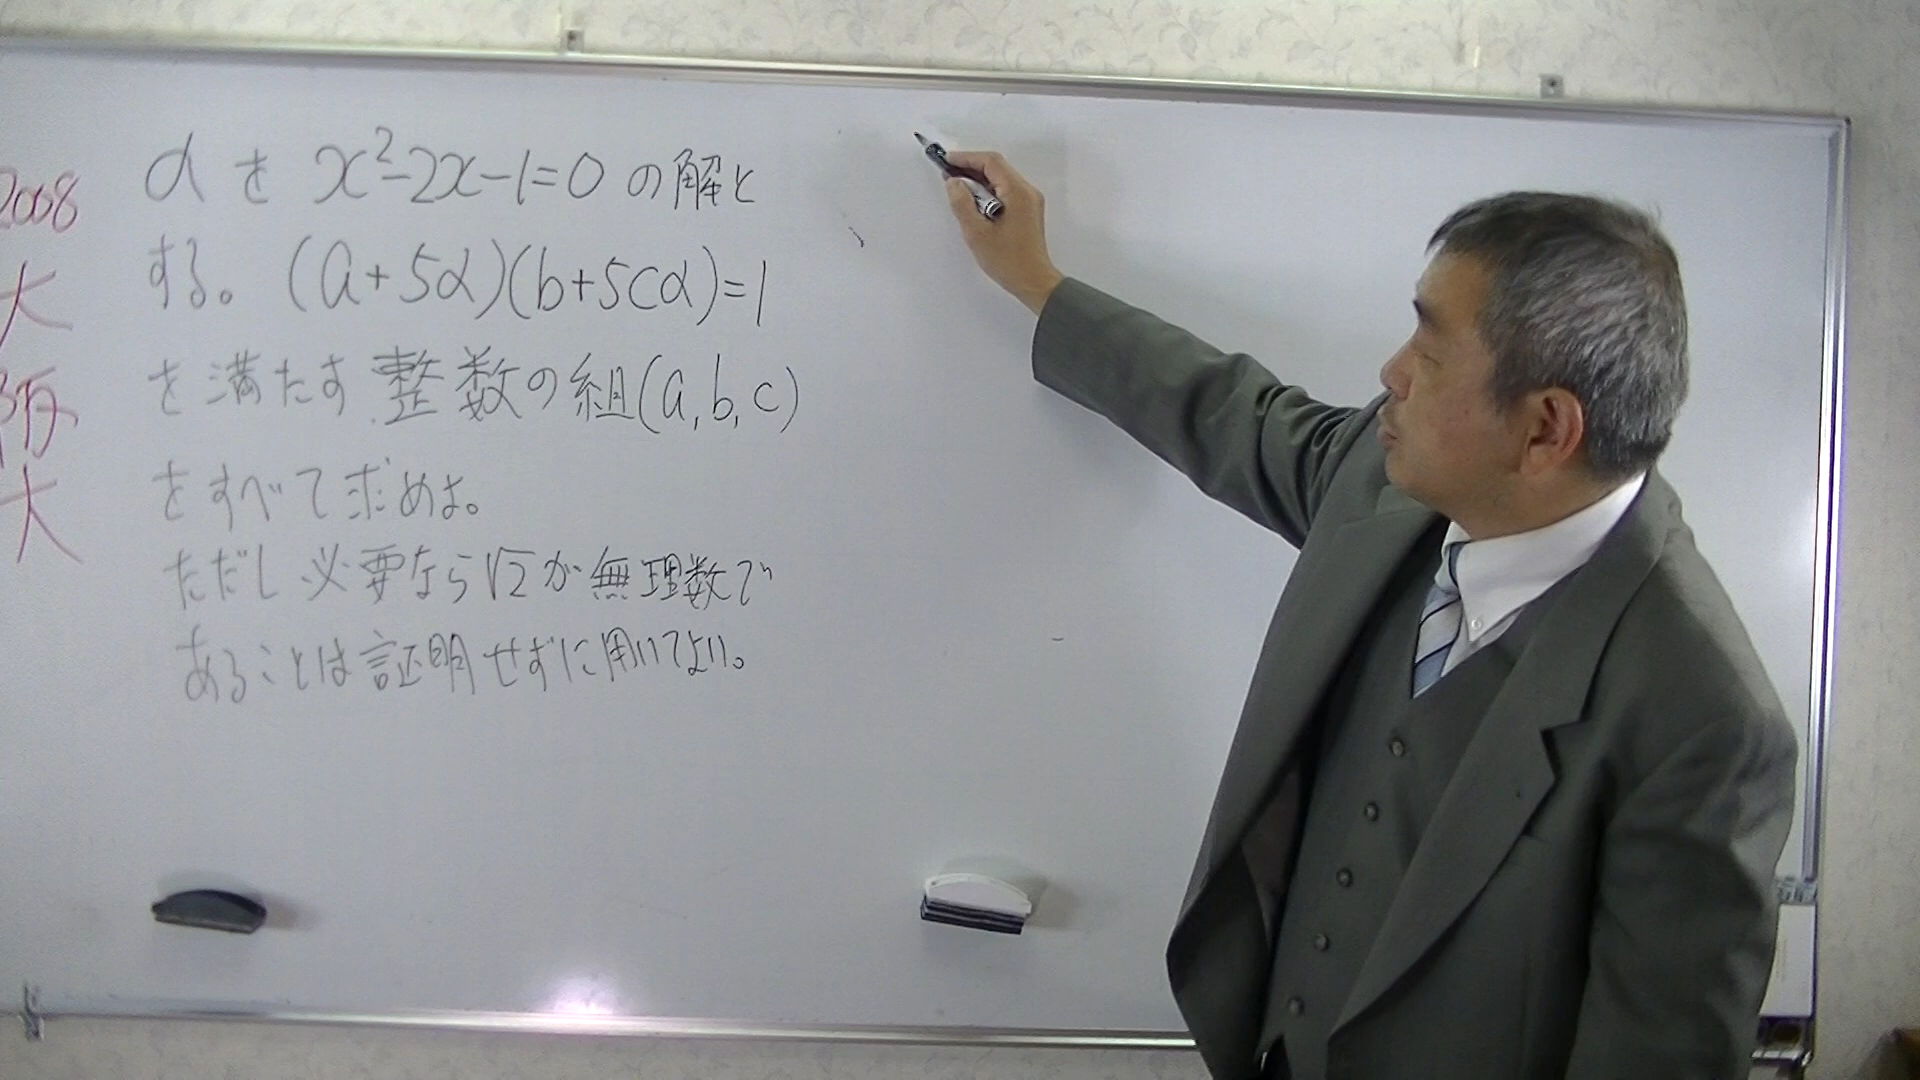 2008
大
阪
大
αを x²-2x-1=0 の解と
する。(a+5α)(b+5cα)=1
を満たす整数の組(a,b,c)
をすべて求めよ。
ただし必要なら√2が無理数で
あることは証明せずに用いてよい。